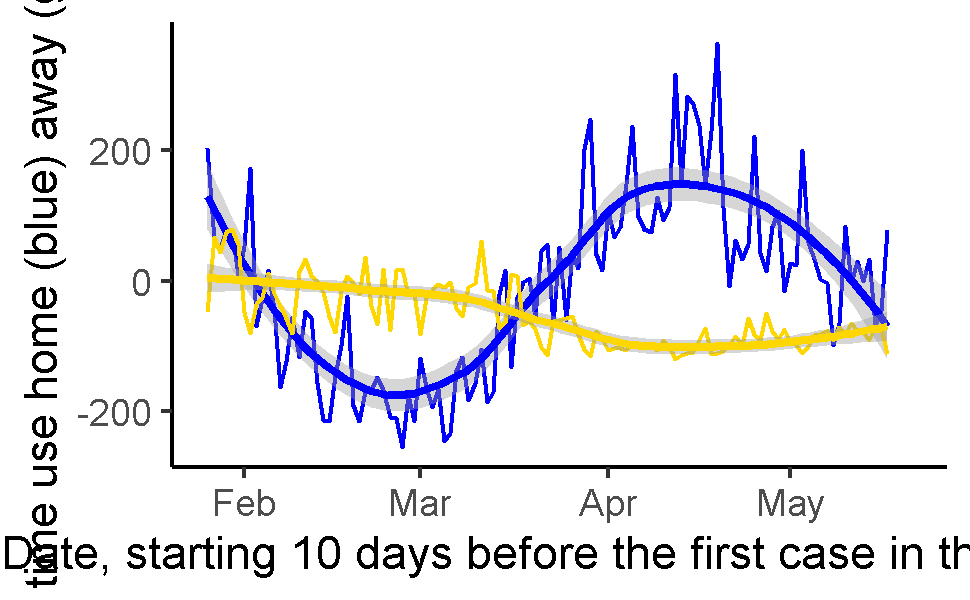 time use home (blue) away (
200
0
-200
Feb Mar Apr May
Date, starting 10 days before the first case in th